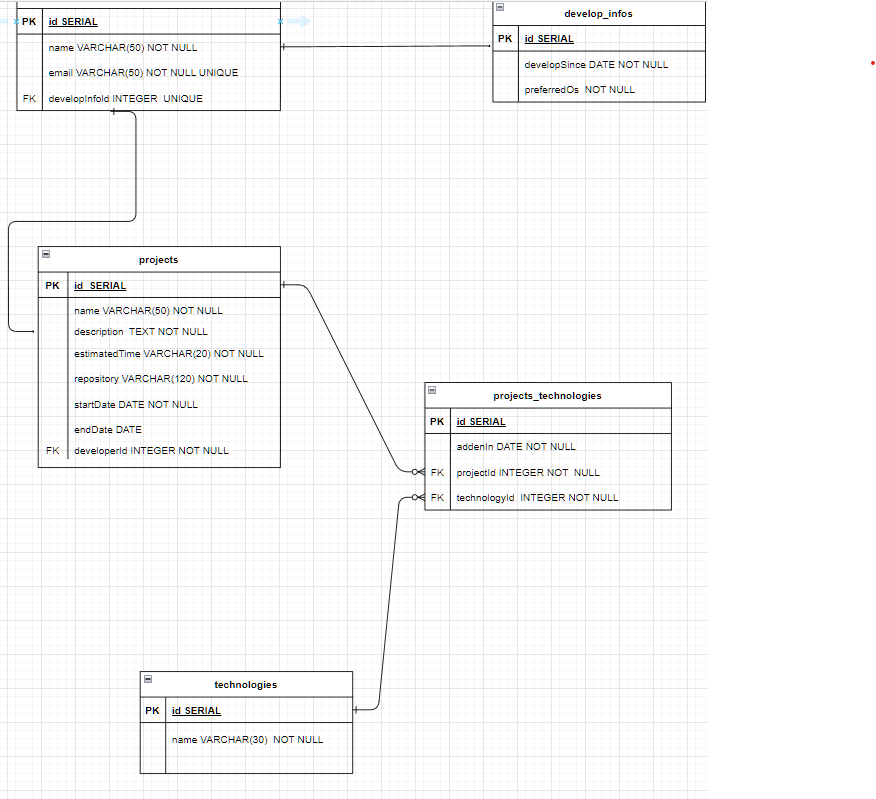 PK id SERIAL
name VARCHAR(50) NOT NULL
email VARCHAR(50) NOT NULL UNIQUE
FK developInfoId INTEGER UNIQUE
develop_infos
PK id SERIAL
developSince DATE NOT NULL
preferredOs NOT NULL
projects
PK id SERIAL
name VARCHAR(50) NOT NULL
description TEXT NOT NULL
estimatedTime VARCHAR(20) NOT NULL
repository VARCHAR(120) NOT NULL
startDate DATE NOT NULL
endDate DATE
FK developerId INTEGER NOT NULL
projects_technologies
PK id SERIAL
addenIn DATE NOT NULL
FK projectId INTEGER NOT NULL
FK technologyId INTEGER NOT NULL
technologies
PK id SERIAL
name VARCHAR(30) NOT NULL